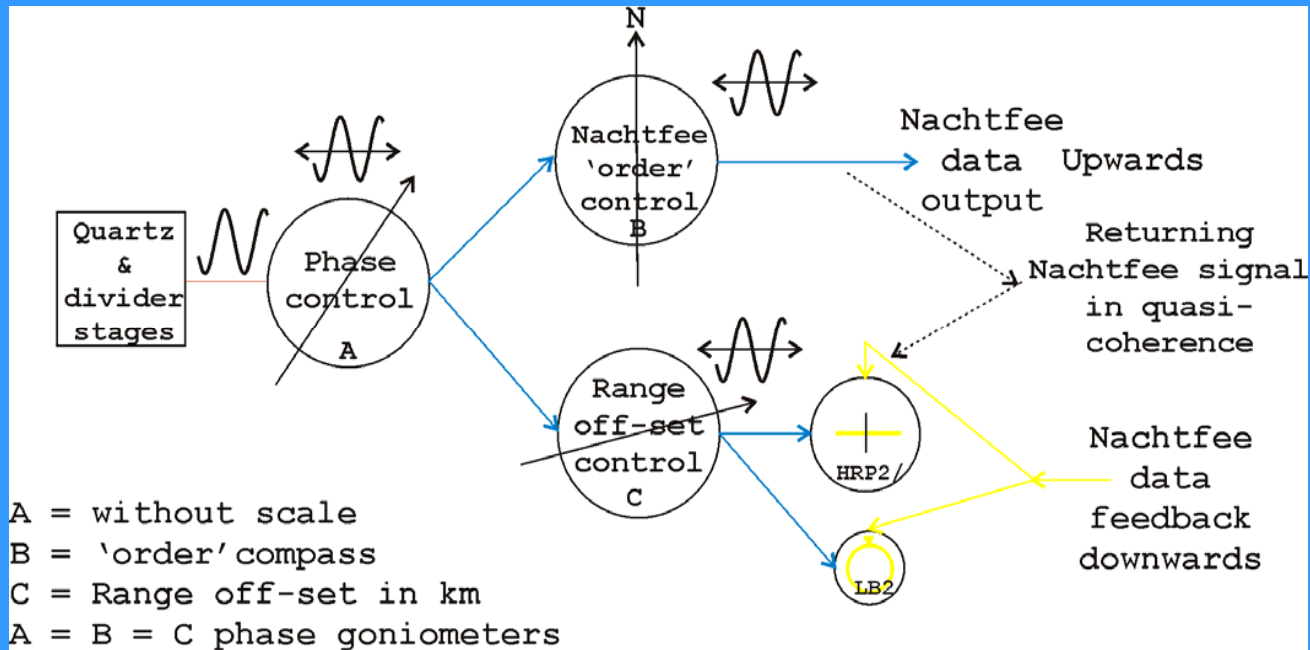 N
Nachtfee
data Upwards
output
Nachtfee
'order'
control
B
Quartz
&
divider
stages
Phase
control
A
Returning
Nachtfee signal
in quasi-
coherence
Range
off-set
control
C
HRP2/
LB2
Nachtfee
data
feedback
downwards
A = without scale
B = 'order' compass
C = Range off-set in km
A = B = C phase goniometers